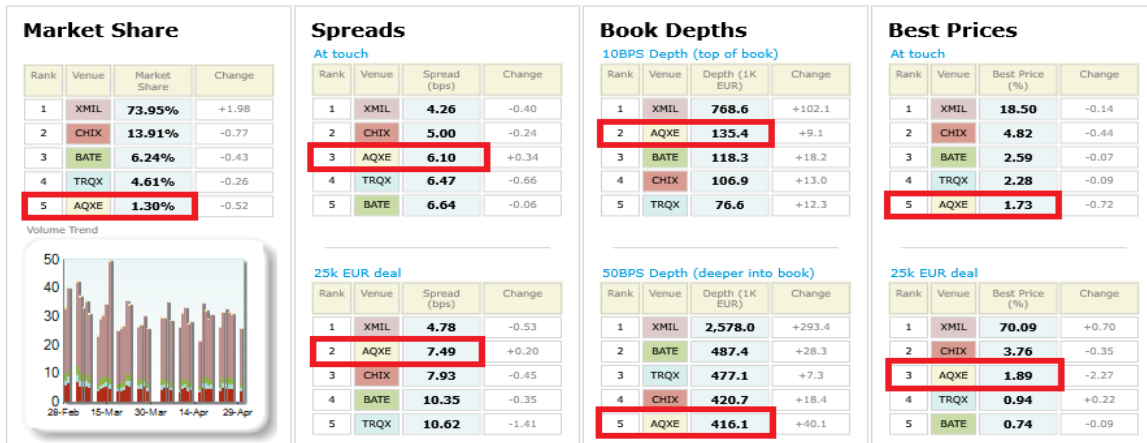 Market Share
Rank Venue Market Share Change
1 XMIL 73.95% +1.98
2 CHIX 13.91% -0.77
3 BATE 6.24% -0.43
4 TRQX 4.61% -0.26
5 AQXE 1.30% -0.52
Volume Trend
50
40
30
20
10
0
28-Feb 15-Mar 30-Mar 14-Apr 29-Apr
Spreads
At touch
Rank Venue Spread (bps) Change
1 XMIL 4.26 -0.40
2 CHIX 5.00 -0.24
3 AQXE 6.10 +0.34
4 TRQX 6.47 -0.66
5 BATE 6.64 -0.06
25k EUR deal
Rank Venue Spread (bps) Change
1 XMIL 4.78 -0.53
2 AQXE 7.49 +0.20
3 CHIX 7.93 -0.45
4 BATE 10.35 -0.35
5 TRQX 10.62 -1.41
Book Depths
10BPS Depth (top of book)
Rank Venue Depth (1K EUR) Change
1 XMIL 768.6 +102.1
2 AQXE 135.4 +9.1
3 BATE 118.3 +18.2
4 CHIX 106.9 +13.0
5 TRQX 76.6 +12.3
50BPS Depth (deeper into book)
Rank Venue Depth (1K EUR) Change
1 XMIL 2,578.0 +293.4
2 BATE 487.4 +28.3
3 TRQX 477.1 +7.3
4 CHIX 420.7 +18.4
5 AQXE 416.1 +40.1
Best Prices
At touch
Rank Venue Best Price (%) Change
1 XMIL 18.50 -0.14
2 CHIX 4.82 -0.44
3 BATE 2.59 -0.07
4 TRQX 2.28 -0.09
5 AQXE 1.73 -0.72
25k EUR deal
Rank Venue Best Price (%) Change
1 XMIL 70.09 +0.70
2 CHIX 3.76 -0.35
3 AQXE 1.89 -2.27
4 TRQX 0.94 +0.22
5 BATE 0.74 -0.09